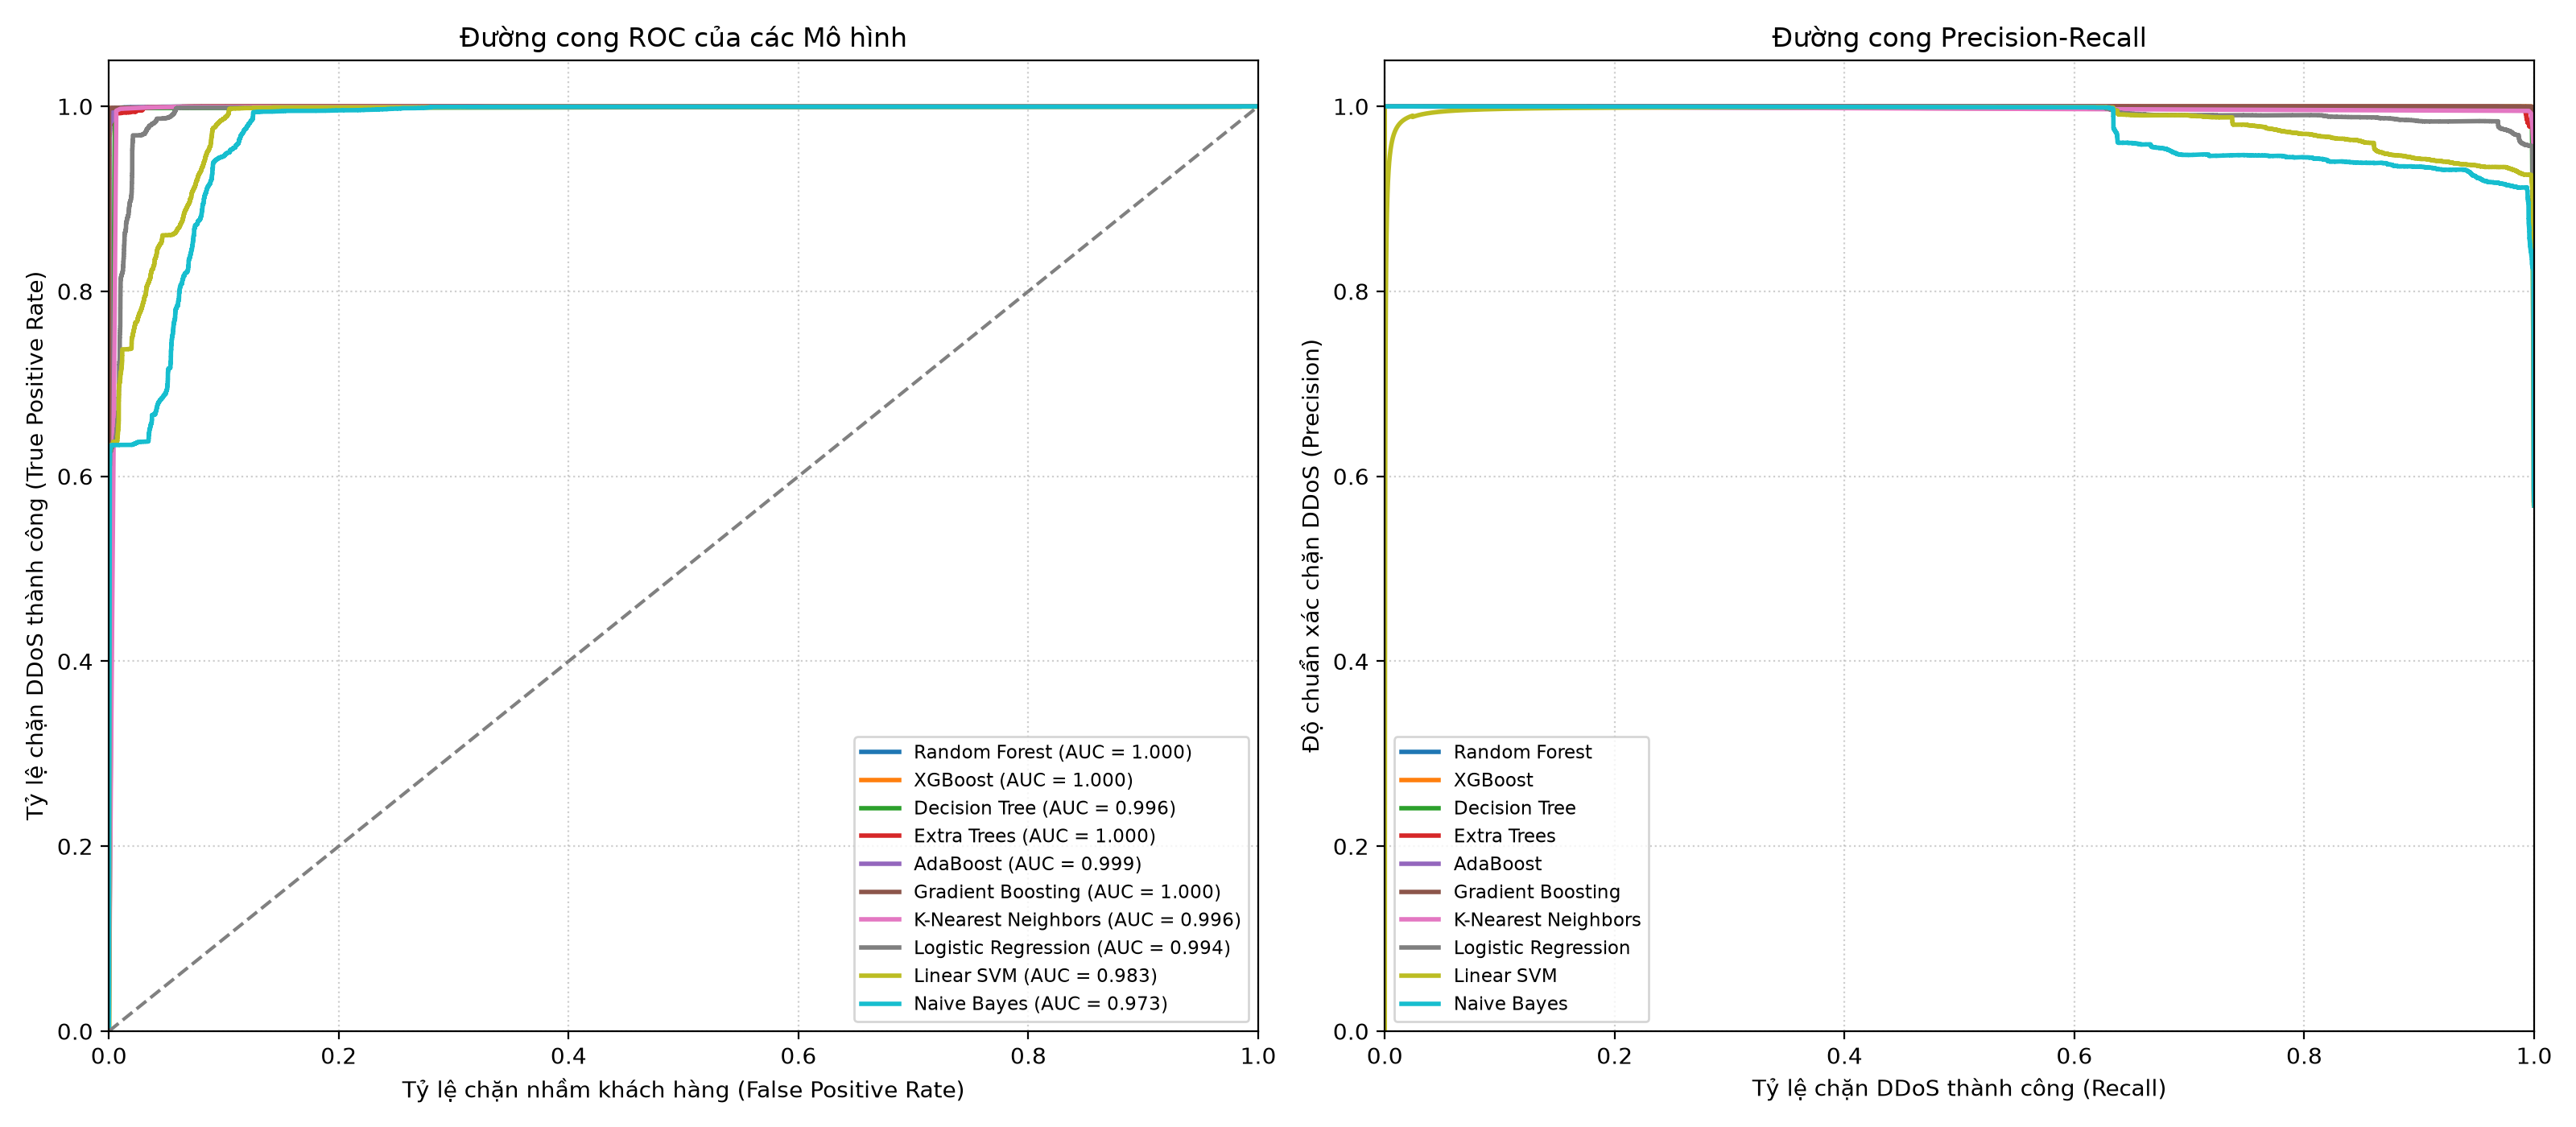 Đường cong ROC của các Mô hình
Tỷ lệ chặn DDoS thành công (True Positive Rate)
1.0
0.8
0.6
0.4
0.2
0.0
0.0 0.2 0.4 0.6 0.8 1.0
Tỷ lệ chặn nhầm khách hàng (False Positive Rate)
Random Forest (AUC = 1.000)
XGBoost (AUC = 1.000)
Decision Tree (AUC = 0.996)
Extra Trees (AUC = 1.000)
AdaBoost (AUC = 0.999)
Gradient Boosting (AUC = 1.000)
K-Nearest Neighbors (AUC = 0.996)
Logistic Regression (AUC = 0.994)
Linear SVM (AUC = 0.983)
Naive Bayes (AUC = 0.973)
Đường cong Precision-Recall
Độ chuẩn xác chặn DDoS (Precision)
1.0
0.8
0.6
0.4
0.2
0.0
0.0 0.2 0.4 0.6 0.8 1.0
Tỷ lệ chặn DDoS thành công (Recall)
Random Forest
XGBoost
Decision Tree
Extra Trees
AdaBoost
Gradient Boosting
K-Nearest Neighbors
Logistic Regression
Linear SVM
Naive Bayes